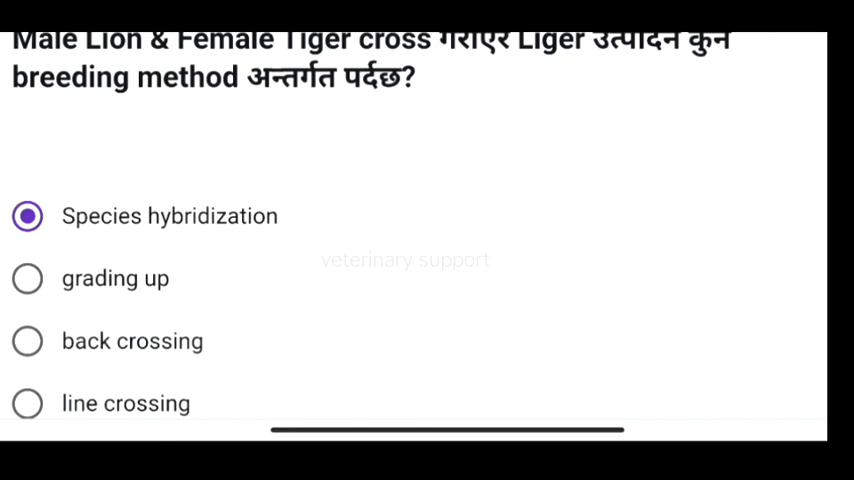 Male Lion & Female Tiger cross गराएर Liger उत्पादन कुन
breeding method अन्तर्गत पर्दछ?
Species hybridization
veterinary support
grading up
back crossing
line crossing